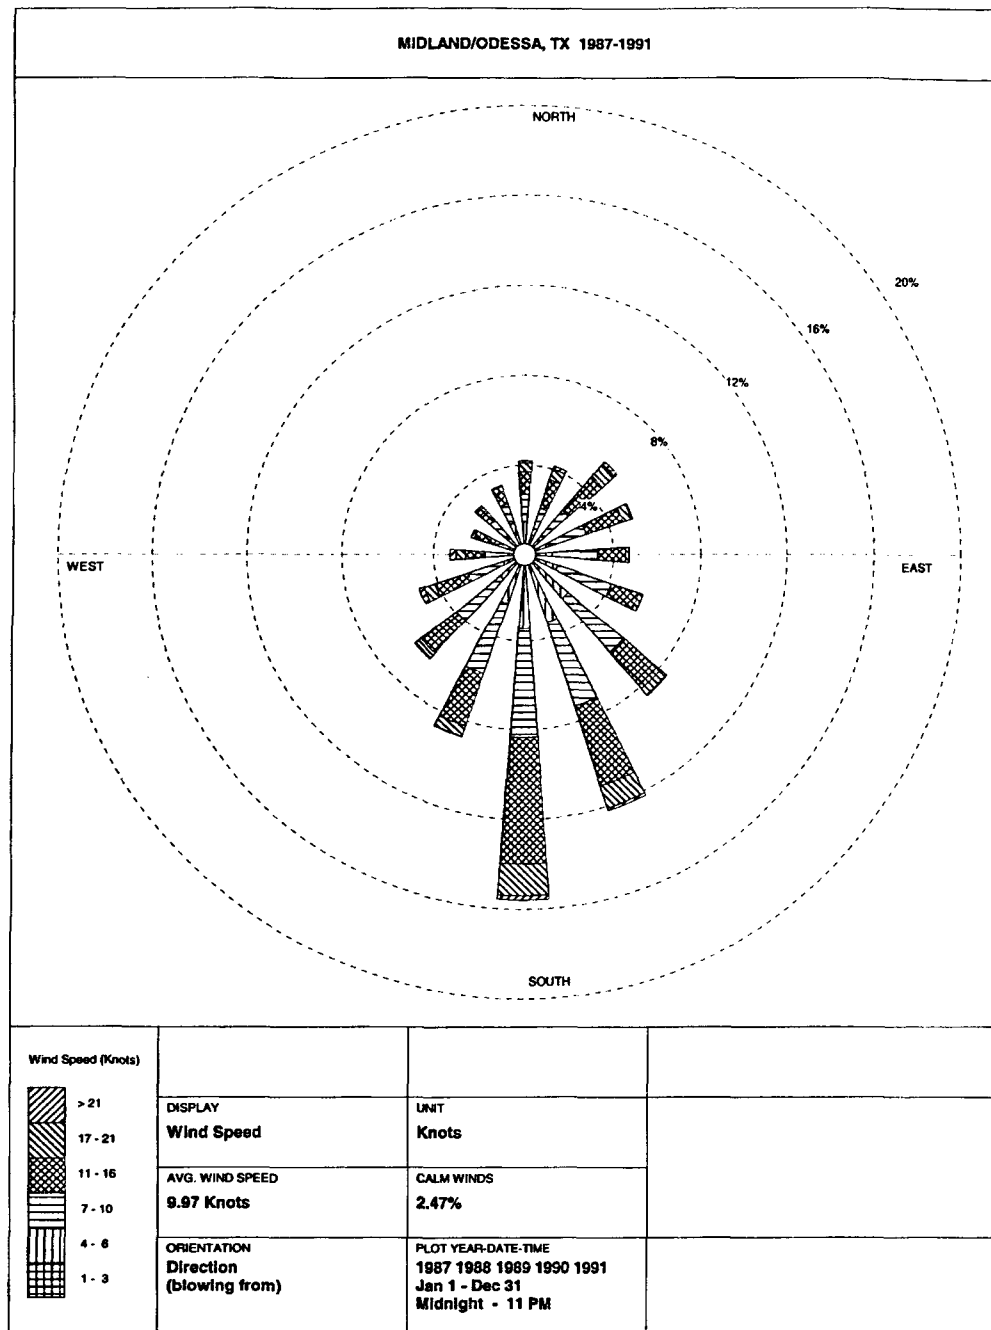 MIDLAND/ODESSA, TX 1987-1991
NORTH
20%
16%
12%
8%
4%
WEST
EAST
SOUTH
Wind Speed (Knots)
> 21
17 - 21
11 - 16
7 - 10
4 - 6
1 - 3
DISPLAY
Wind Speed
UNIT
Knots
AVG. WIND SPEED
9.97 Knots
CALM WINDS
2.47%
ORIENTATION
Direction
(blowing from)
PLOT YEAR-DATE-TIME
1987 1988 1989 1990 1991
Jan 1 - Dec 31
Midnight - 11 PM